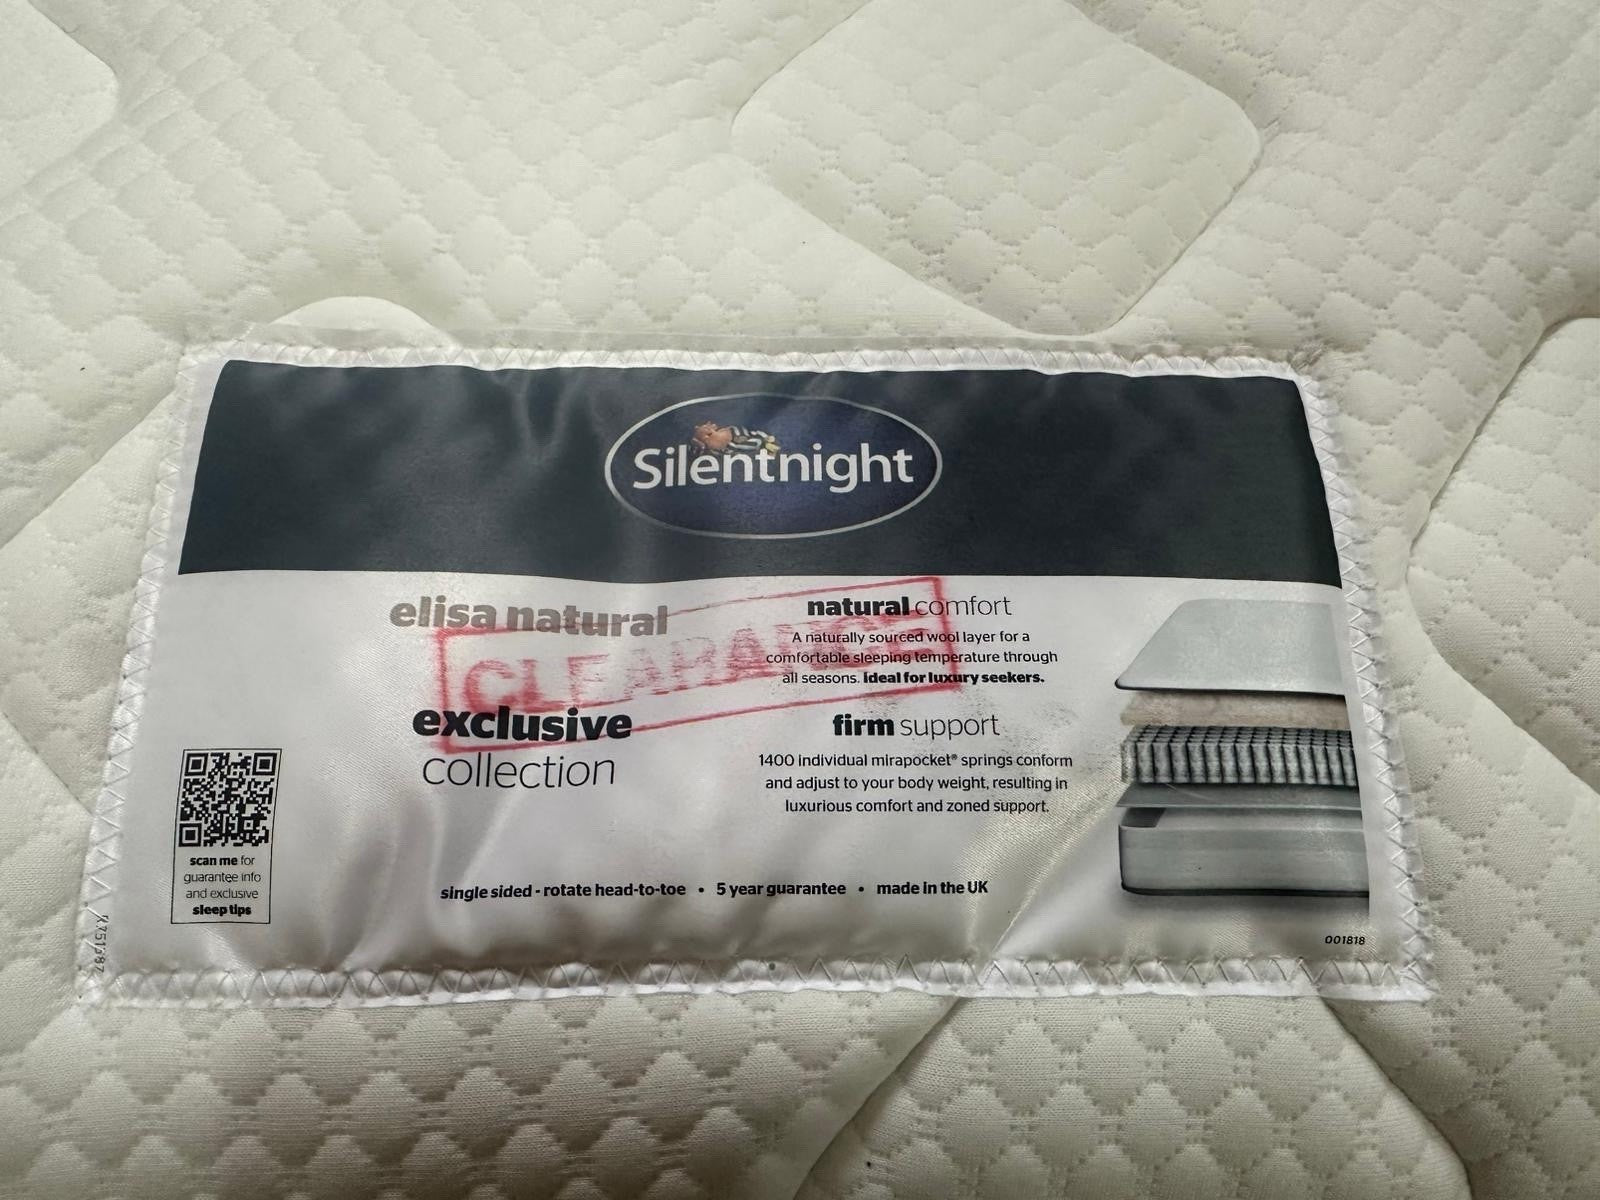 Silentnight
elisa natural
CLEARANCE
exclusive
collection
natural comfort
A naturally sourced wool layer for a
comfortable sleeping temperature through
all seasons. ideal for luxury seekers.
firm support
1400 individual mirapocket® springs conform
and adjust to your body weight, resulting in
luxurious comfort and zoned support.
scan me for
guarantee info
and exclusive
sleep tips
single sided - rotate head-to-toe • 5 year guarantee • made in the UK
001818